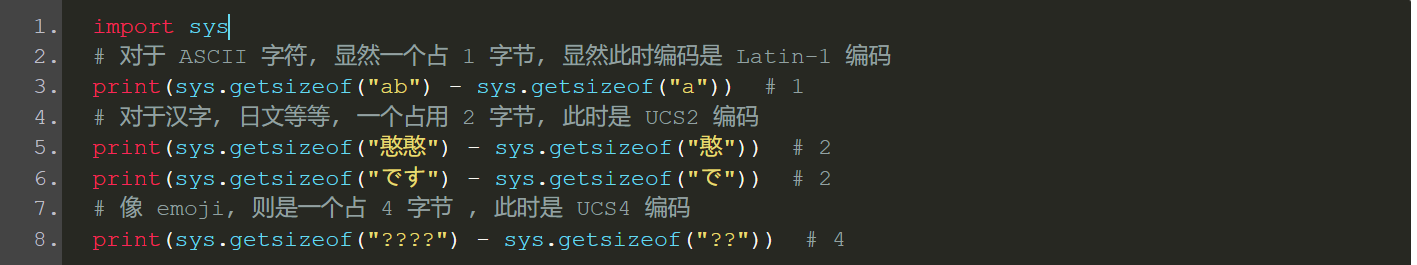 1. import sys
2. # 对于 ASCII 字符, 显然一个占 1 字节, 显然此时编码是 Latin-1 编码
3. print(sys.getsizeof("ab") - sys.getsizeof("a"))  # 1
4. # 对于汉字, 日文等等, 一个占用 2 字节, 此时是 UCS2 编码
5. print(sys.getsizeof("憨憨") - sys.getsizeof("憨"))  # 2
6. print(sys.getsizeof("です") - sys.getsizeof("で"))  # 2
7. # 像 emoji, 则是一个占 4 字节 , 此时是 UCS4 编码
8. print(sys.getsizeof("????") - sys.getsizeof("??"))  # 4